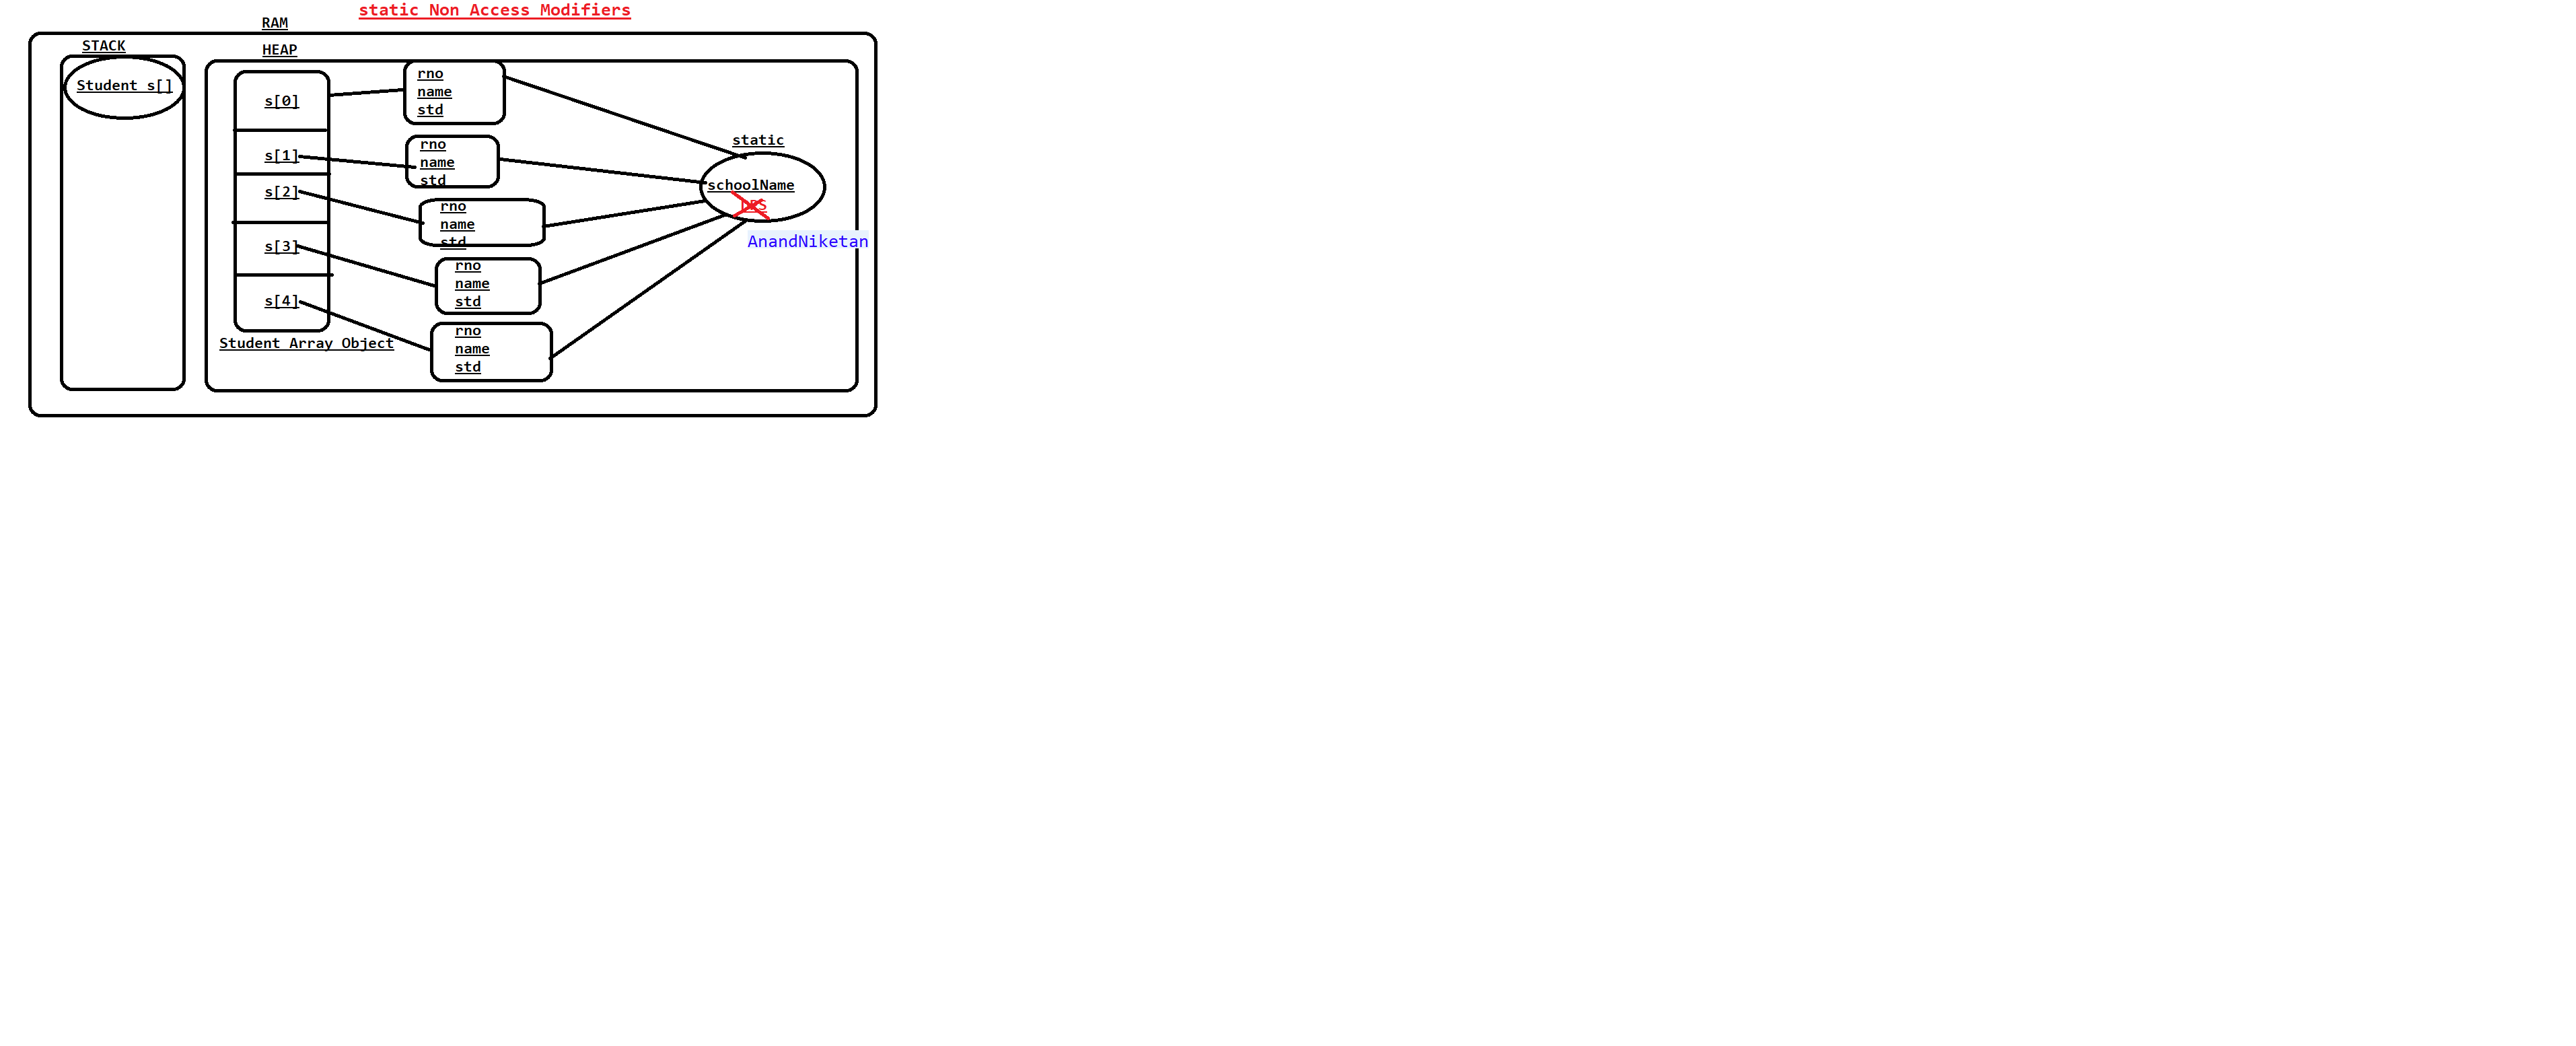 static Non Access Modifiers
RAM
STACK
HEAP
Student s[]
s[0]
rno
name
std
s[1]
rno
name
std
s[2]
rno
name
std
s[3]
rno
name
std
s[4]
rno
name
std
Student Array Object
static
schoolName
AnandNiketan